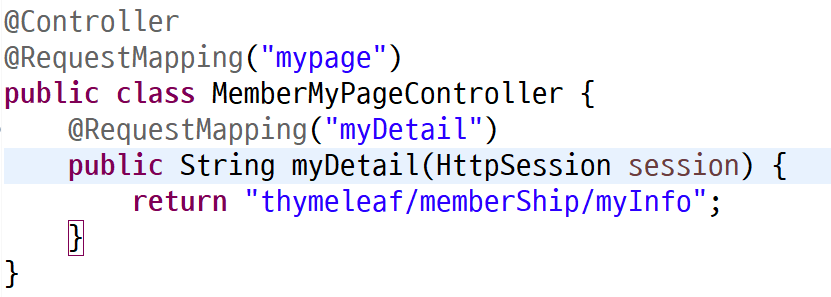 @Controller
@RequestMapping("mypage")
public class MemberMyPageController {
    @RequestMapping("myDetail")
    public String myDetail(HttpSession session) {
        return "thymeleaf/memberShip/myInfo";
    }
}